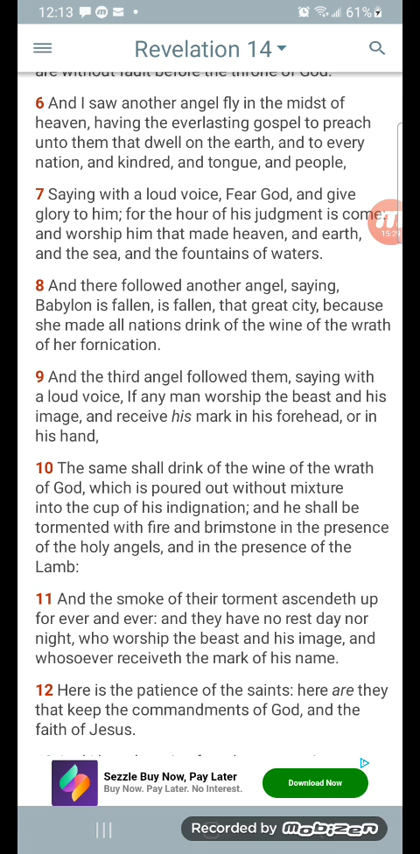 12:13
61%
Revelation 14
are without fault before the throne of God.
6 And I saw another angel fly in the midst of
heaven, having the everlasting gospel to preach
unto them that dwell on the earth, and to every
nation, and kindred, and tongue, and people,
7 Saying with a loud voice, Fear God, and give
glory to him; for the hour of his judgment is come:
and worship him that made heaven, and earth,
and the sea, and the fountains of waters.
15:29
8 And there followed another angel, saying,
Babylon is fallen, is fallen, that great city, because
she made all nations drink of the wine of the wrath
of her fornication.
9 And the third angel followed them, saying with
a loud voice, If any man worship the beast and his
image, and receive his mark in his forehead, or in
his hand,
10 The same shall drink of the wine of the wrath
of God, which is poured out without mixture
into the cup of his indignation; and he shall be
tormented with fire and brimstone in the presence
of the holy angels, and in the presence of the
Lamb:
11 And the smoke of their torment ascendeth up
for ever and ever: and they have no rest day nor
night, who worship the beast and his image, and
whosoever receiveth the mark of his name.
12 Here is the patience of the saints: here are they
that keep the commandments of God, and the
faith of Jesus.
Sezzle Buy Now, Pay Later
Buy Now. Pay Later. No Interest.
Download Now
Recorded by mobizen